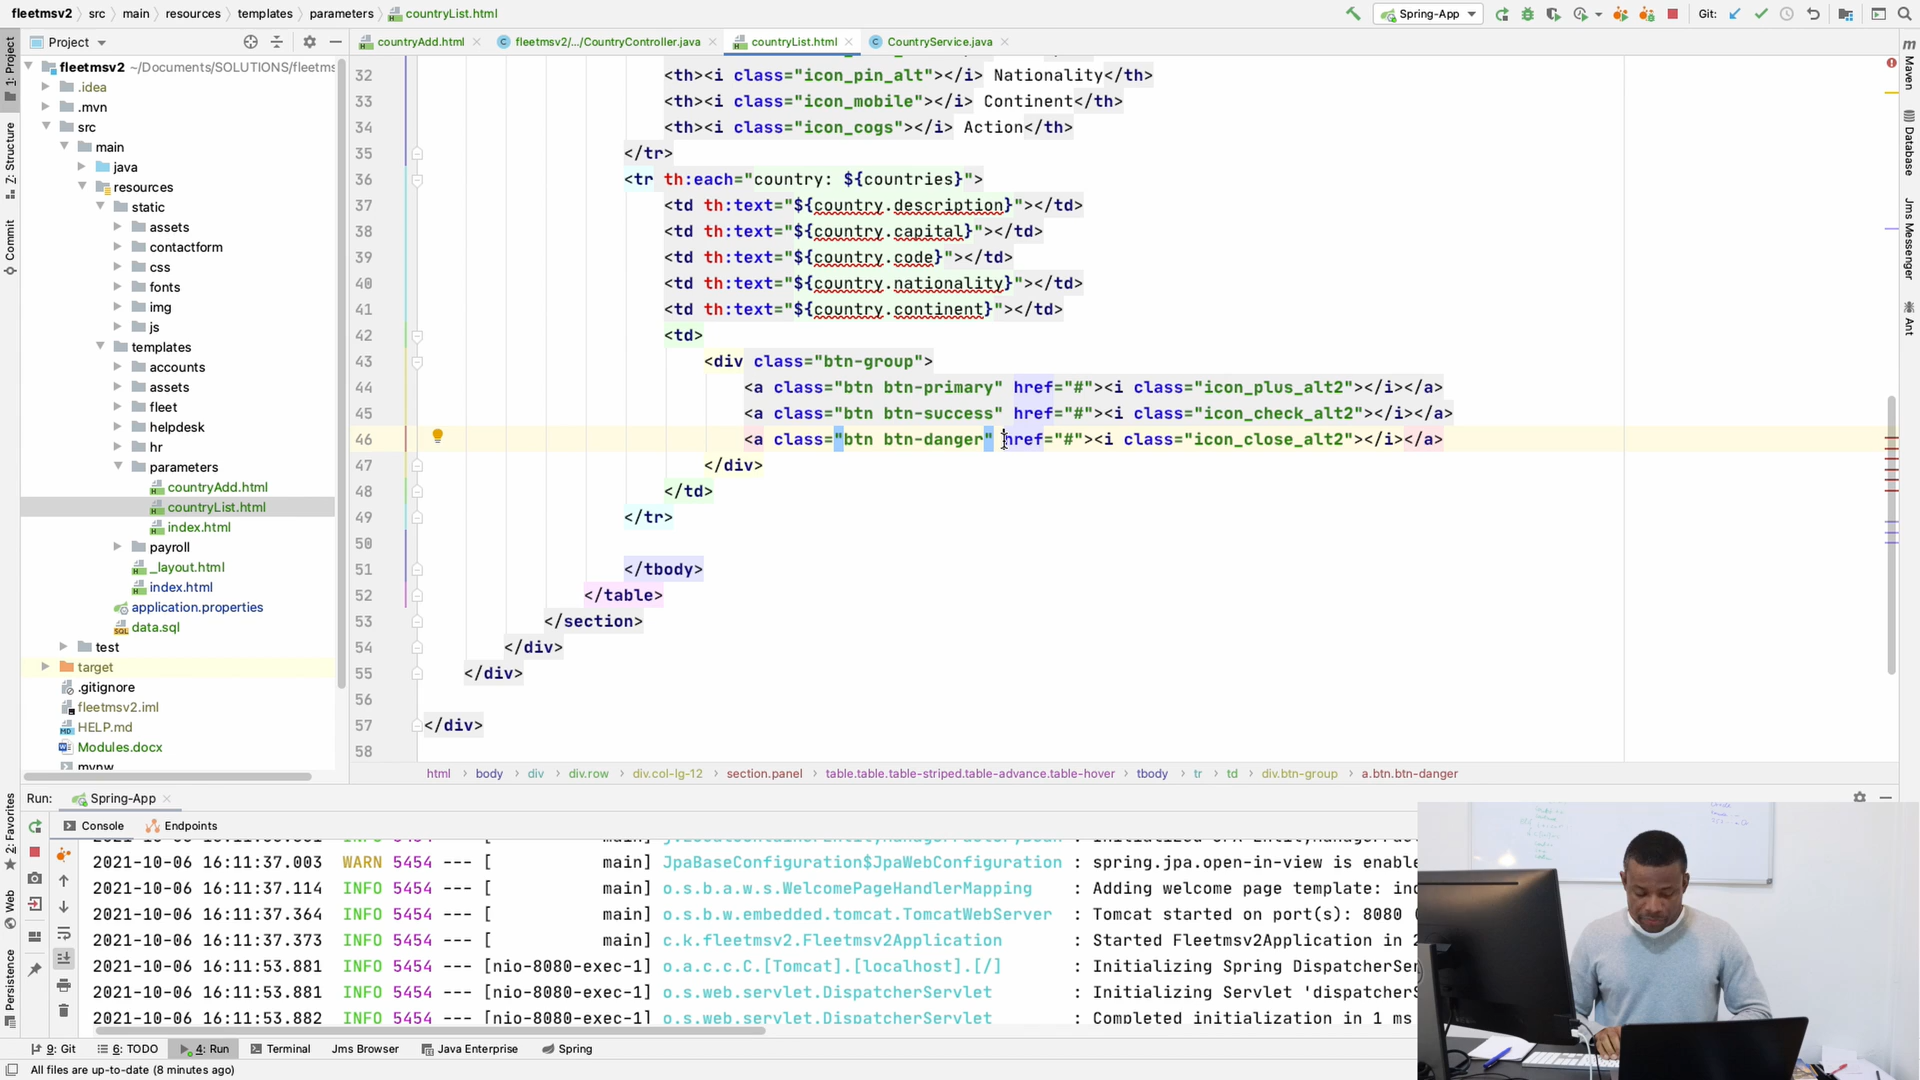 fleetmsv2 > src > main > resources > templates > parameters > countryList.html
Spring-App
Git:
Project
countryAdd.html
fleetmsv2/.../CountryController.java
countryList.html
CountryService.java
fleetmsv2 ~/Documents/SOLUTIONS/fleetms
.idea
.mvn
src
main
java
resources
static
assets
contactform
css
fonts
img
js
templates
accounts
assets
fleet
helpdesk
hr
parameters
countryAdd.html
countryList.html
index.html
payroll
_layout.html
index.html
application.properties
data.sql
test
target
.gitignore
fleetmsv2.iml
HELP.md
Modules.docx
mvnw
32 <th><i class="icon_pin_alt"></i> Nationality</th>
33 <th><i class="icon_mobile"></i> Continent</th>
34 <th><i class="icon_cogs"></i> Action</th>
35 </tr>
36 <tr th:each="country: ${countries}">
37 <td th:text="${country.description}"></td>
38 <td th:text="${country.capital}"></td>
39 <td th:text="${country.code}"></td>
40 <td th:text="${country.nationality}"></td>
41 <td th:text="${country.continent}"></td>
42 <td>
43 <div class="btn-group">
44 <a class="btn btn-primary" href="#"><i class="icon_plus_alt2"></i></a>
45 <a class="btn btn-success" href="#"><i class="icon_check_alt2"></i></a>
46 <a class="btn btn-danger" href="#"><i class="icon_close_alt2"></i></a>
47 </div>
48 </td>
49 </tr>
50
51 </tbody>
52 </table>
53 </section>
54 </div>
55 </div>
56
57 </div>
58
html > body > div > div.row > div.col-lg-12 > section.panel > table.table.table-striped.table-advance.table-hover > tbody > tr > td > div.btn-group > a.btn.btn-danger
1: Project
7: Structure
Commit
2: Favorites
Web
Persistence
Maven
Database
Jms Messenger
Ant
Run: Spring-App
Console Endpoints
2021-10-06 16:11:37.003 WARN 5454 --- [ main] JpaBaseConfiguration$JpaWebConfiguration : spring.jpa.open-in-view is enable
2021-10-06 16:11:37.114 INFO 5454 --- [ main] o.s.b.a.w.s.WelcomePageHandlerMapping : Adding welcome page template: inc
2021-10-06 16:11:37.364 INFO 5454 --- [ main] o.s.b.w.embedded.tomcat.TomcatWebServer : Tomcat started on port(s): 8080 (
2021-10-06 16:11:37.373 INFO 5454 --- [ main] c.k.fleetmsv2.Fleetmsv2Application : Started Fleetmsv2Application in 2
2021-10-06 16:11:53.881 INFO 5454 --- [nio-8080-exec-1] o.a.c.c.C.[Tomcat].[localhost].[/] : Initializing Spring DispatcherSer
2021-10-06 16:11:53.881 INFO 5454 --- [nio-8080-exec-1] o.s.web.servlet.DispatcherServlet : Initializing Servlet 'dispatcherS
2021-10-06 16:11:53.882 INFO 5454 --- [nio-8080-exec-1] o.s.web.servlet.DispatcherServlet : Completed initialization in 1 ms
9: Git 6: TODO 4: Run Terminal Jms Browser Java Enterprise Spring
All files are up-to-date (8 minutes ago)